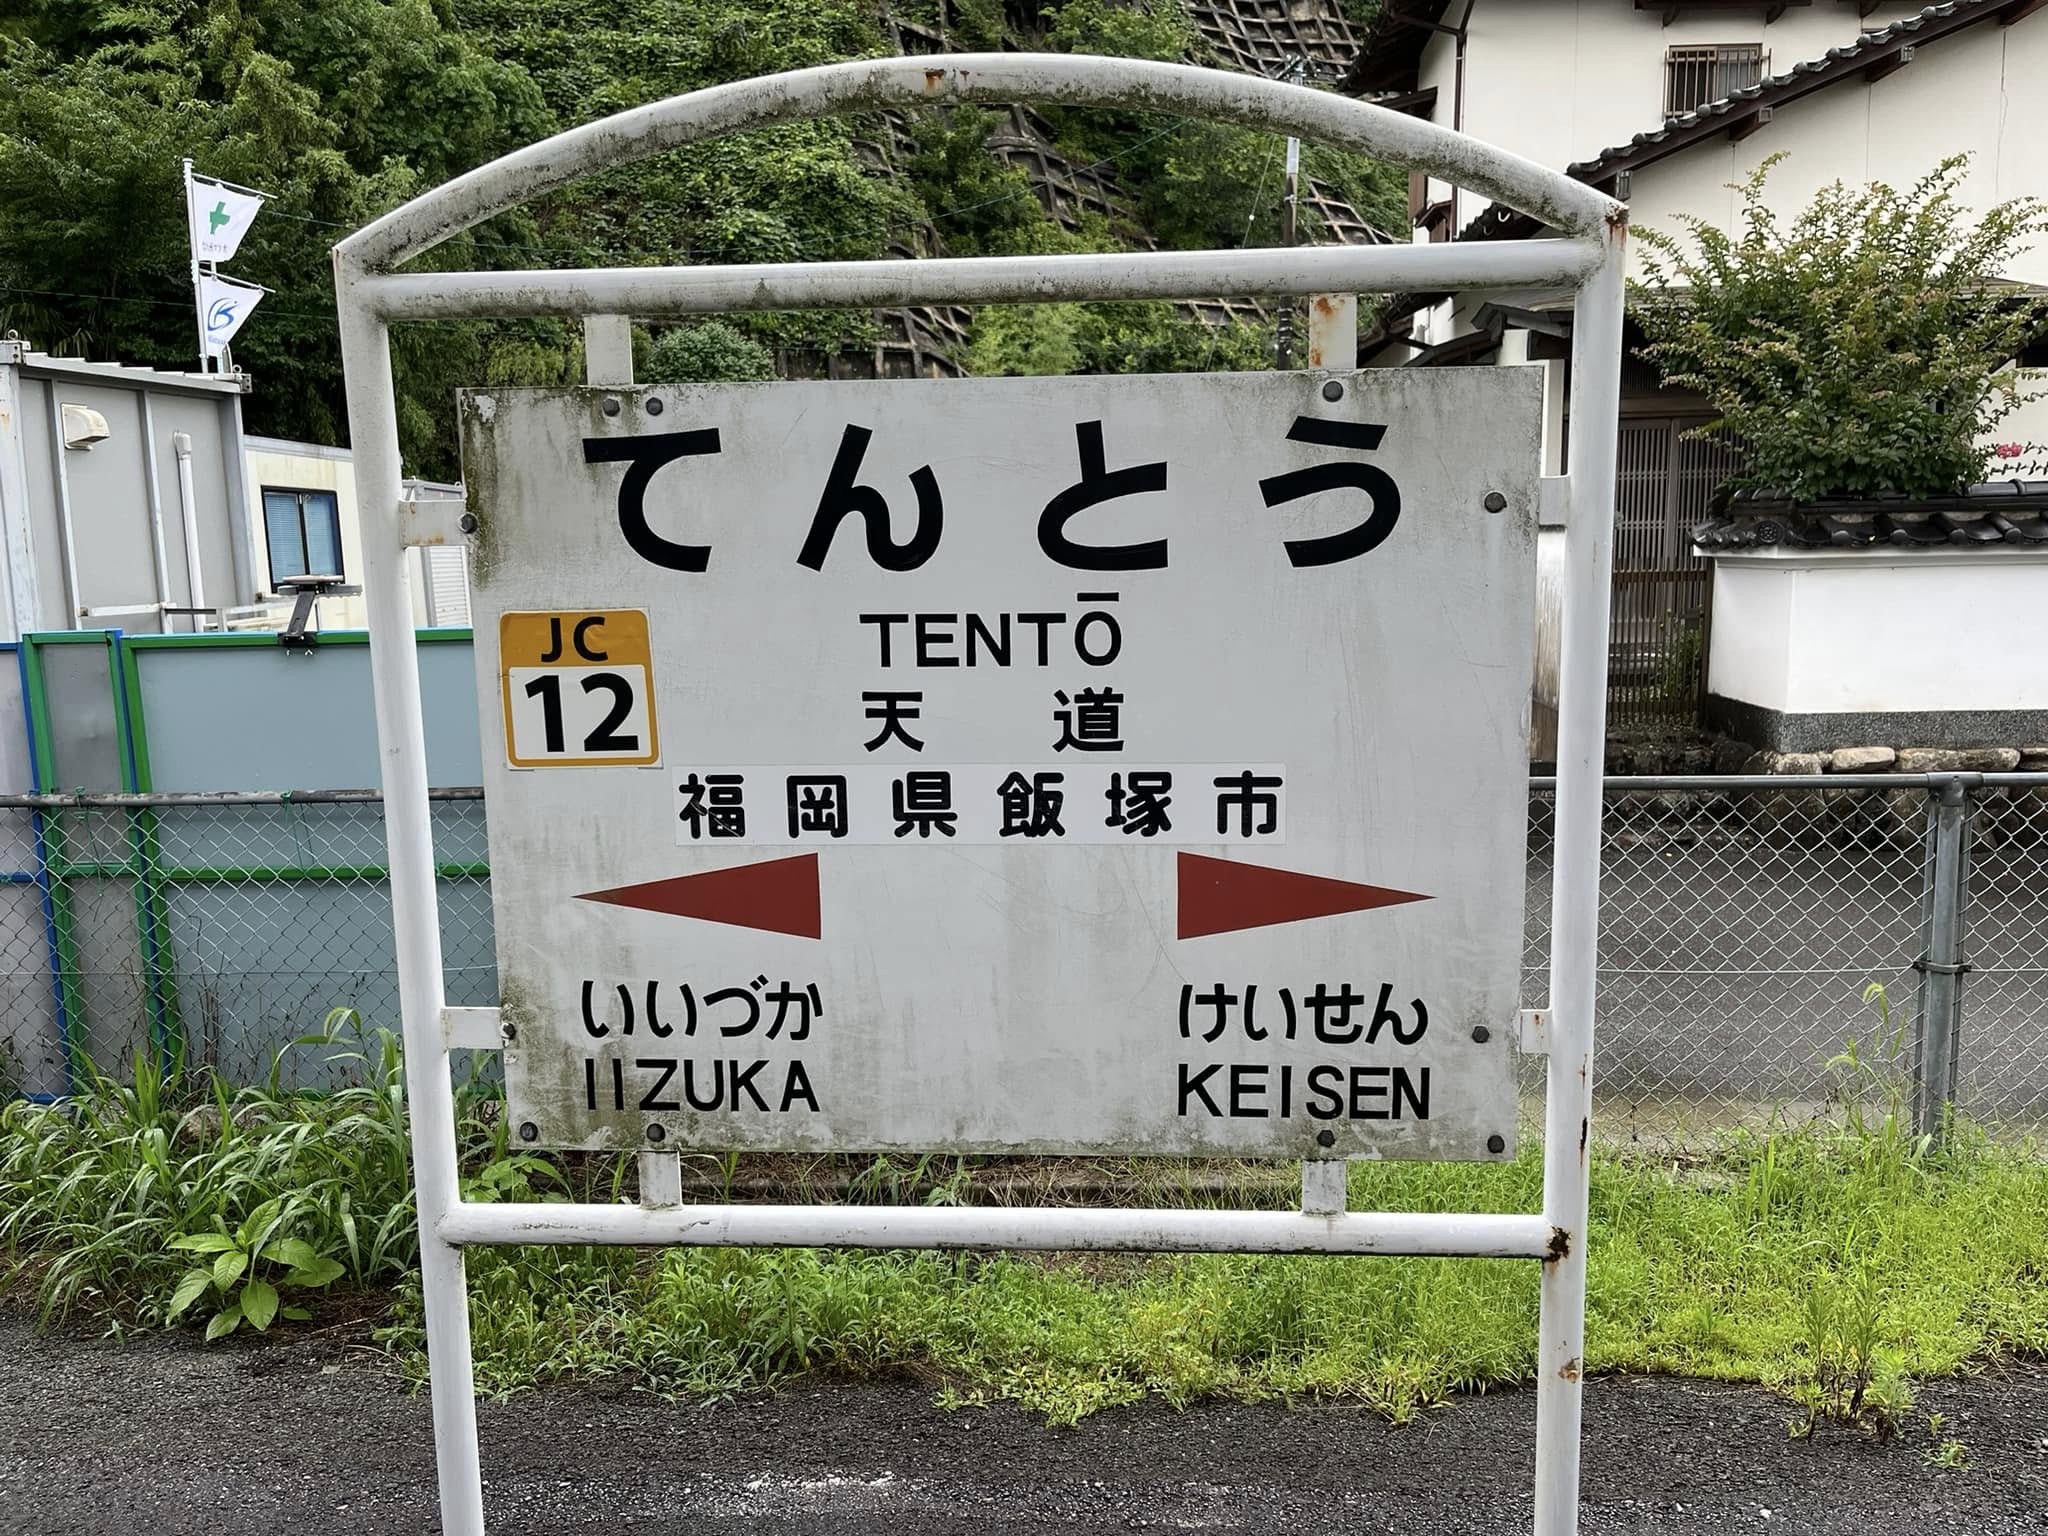 てんとう
TENTŌ
JC
12
天道
福岡県飯塚市
いいづか けいせん
IIZUKA KEISEN